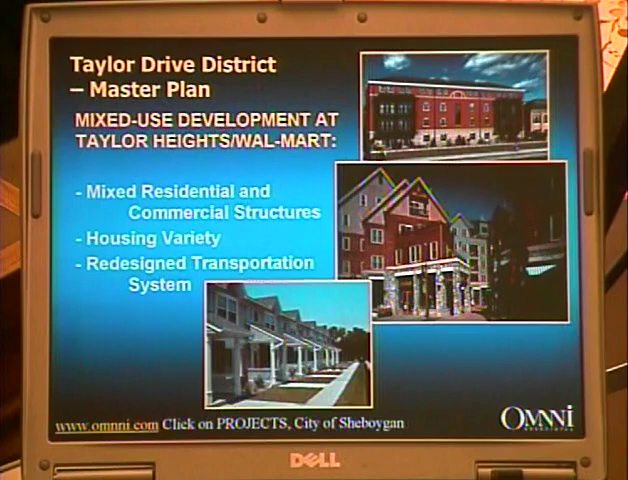 Taylor Drive District
– Master Plan
MIXED-USE DEVELOPMENT AT
TAYLOR HEIGHTS/WAL-MART:
- Mixed Residential and
Commercial Structures
- Housing Variety
- Redesigned Transportation
System
www.omnni.com Click on PROJECTS, City of Sheboygan
OMNNI
ASSOCIATES
DELL